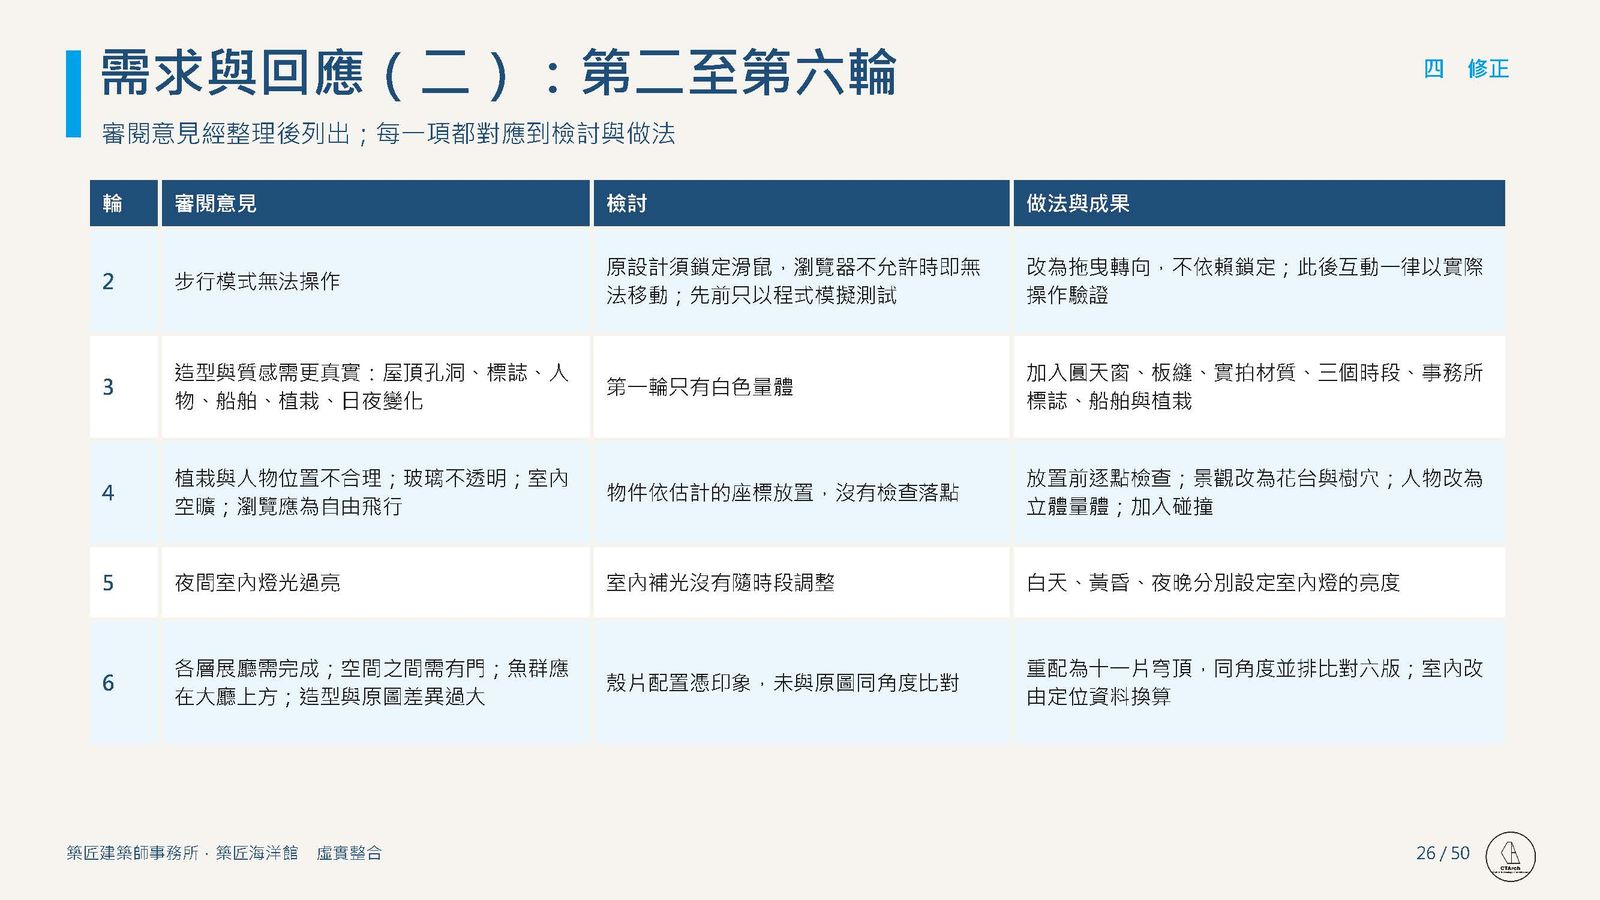 需求與回應（二）：第二至第六輪
四　修正
審閱意見經整理後列出；每一項都對應到檢討與做法
輪
審閱意見
檢討
做法與成果
2
步行模式無法操作
原設計須鎖定滑鼠，瀏覽器不允許時即無
法移動；先前只以程式模擬測試
改為拖曳轉向，不依賴鎖定；此後互動一律以實際
操作驗證
3
造型與質感需更真實：屋頂孔洞、標誌、人
物、船舶、植栽、日夜變化
第一輪只有白色量體
加入圓天窗、板縫、實拍材質、三個時段、事務所
標誌、船舶與植栽
4
植栽與人物位置不合理；玻璃不透明；室內
空曠；瀏覽應為自由飛行
物件依估計的座標放置，沒有檢查落點
放置前逐點檢查；景觀改為花台與樹穴；人物改為
立體量體；加入碰撞
5
夜間室內燈光過亮
室內補光沒有隨時段調整
白天、黃昏、夜晚分別設定室內燈的亮度
6
各層展廳需完成；空間之間需有門；魚群應
在大廳上方；造型與原圖差異過大
殼片配置憑印象，未與原圖同角度比對
重配為十一片穹頂，同角度並排比對六版；室內改
由定位資料換算
築匠建築師事務所．築匠海洋館　虛實整合
26 / 50
CTArch